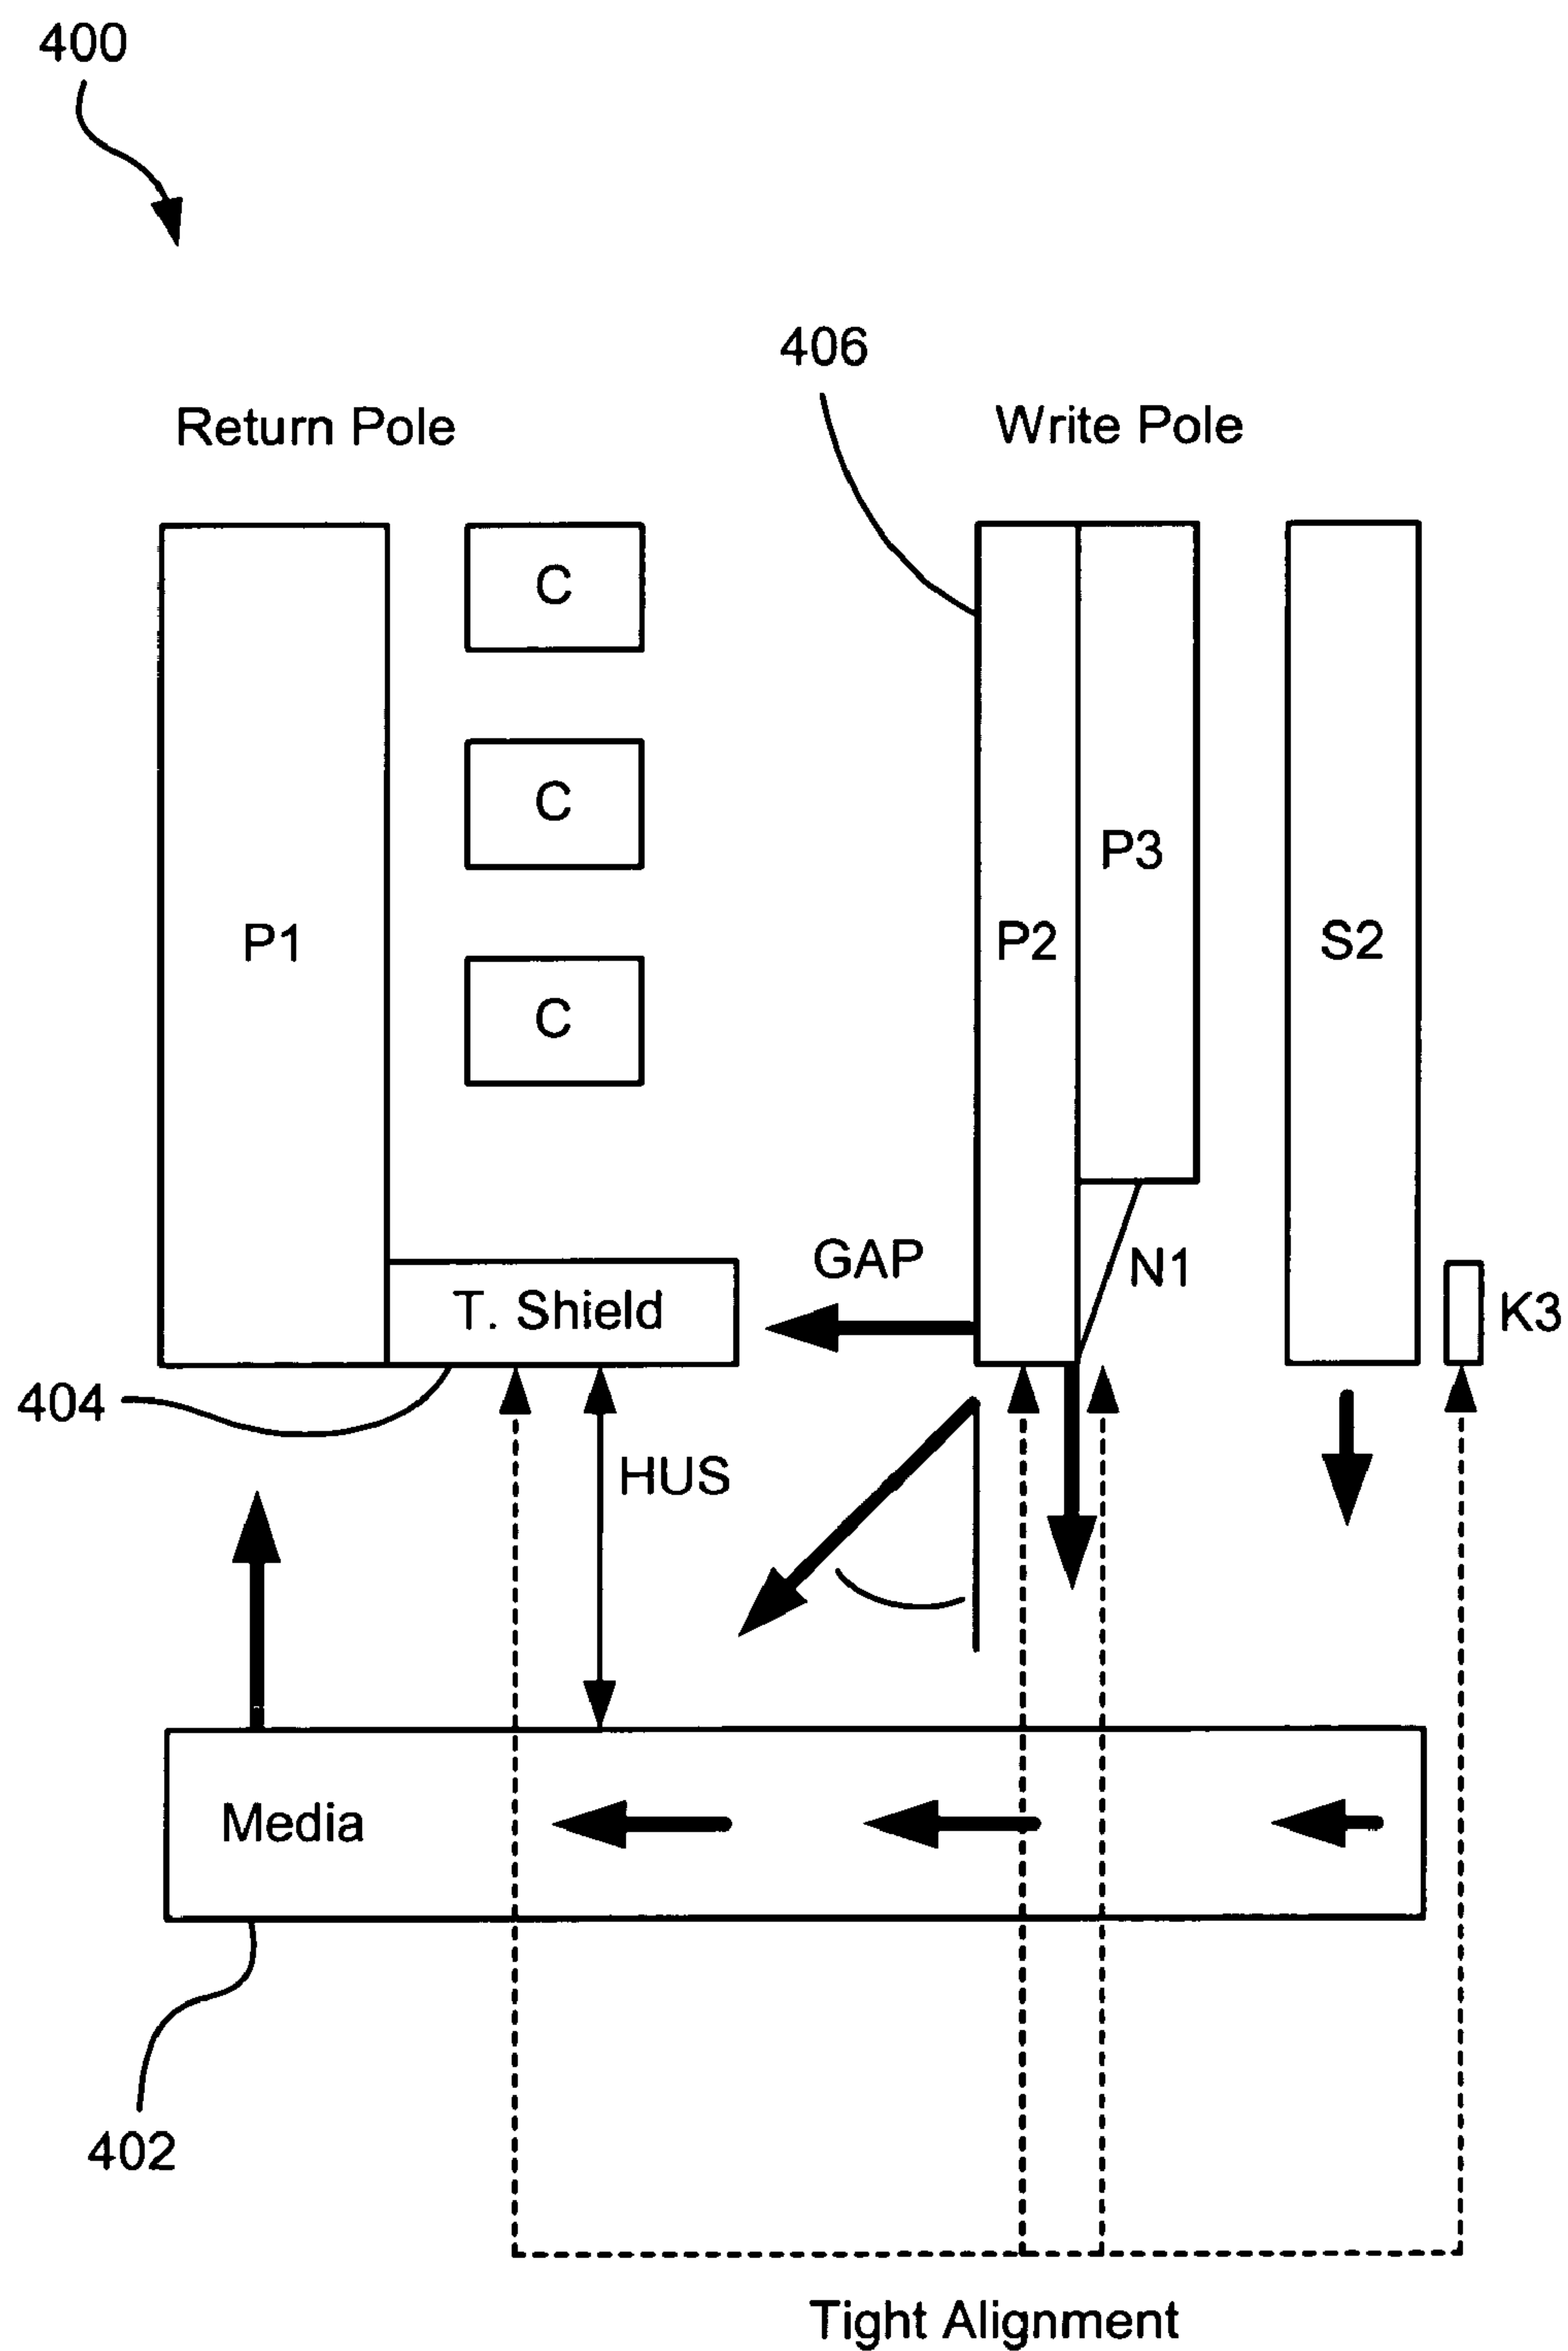 400
406
Return Pole
Write Pole
C
C
P3
P1
P2
S2
C
GAP
N1
T. Shield
K3
404
HUS
Media
402
Tight Alignment